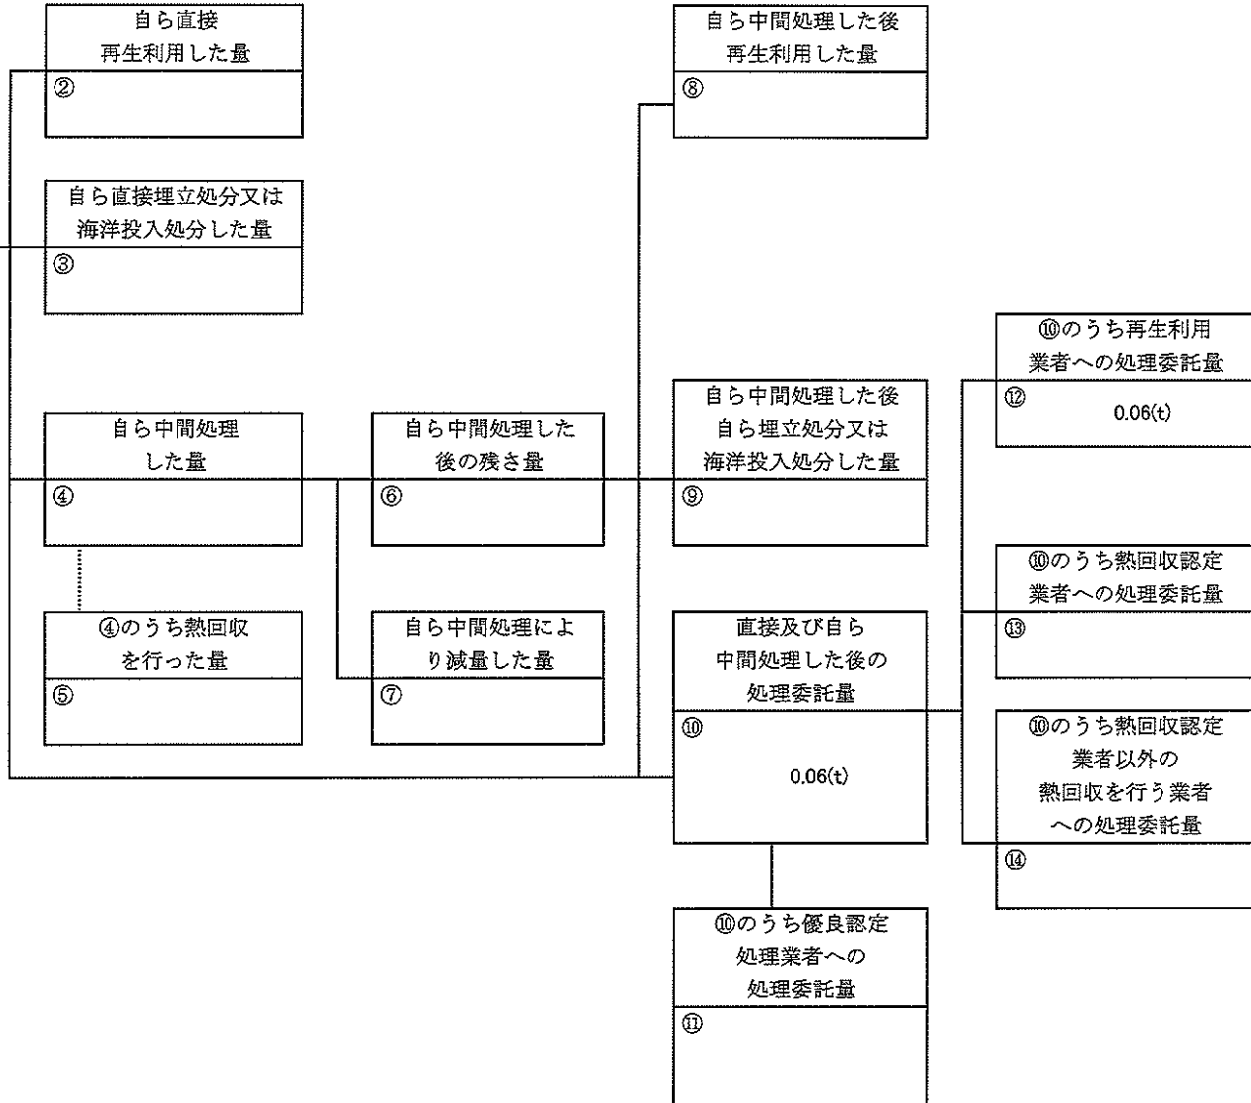 自ら直接
再生利用した量
②
自ら直接埋立処分又は
海洋投入処分した量
③
自ら中間処理
した量
④
④のうち熱回収
を行った量
⑤
自ら中間処理した
後の残さ量
⑥
自ら中間処理によ
り減量した量
⑦
自ら中間処理した後
再生利用した量
⑧
自ら中間処理した後
自ら埋立処分又は
海洋投入処分した量
⑨
直接及び自ら
中間処理した後の
処理委託量
⑩
0.06(t)
⑩のうち優良認定
処理業者への
処理委託量
⑪
⑩のうち再生利用
業者への処理委託量
⑫
0.06(t)
⑩のうち熱回収認定
業者への処理委託量
⑬
⑩のうち熱回収認定
業者以外の
熱回収を行う業者
への処理委託量
⑭